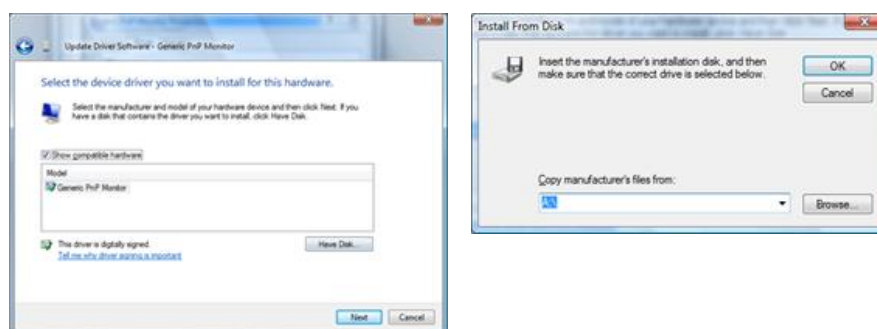 Update Driver Software - Generic PnP Monitor
Select the device driver you want to install for this hardware.
Select the manufacturer and model of your hardware device and then click Next. If you
have a disk that contains the driver you want to install, click Have Disk.
Show compatible hardware
Model
Generic PnP Monitor
This driver is digitally signed.
Tell me why driver signing is important
Have Disk...
Next
Cancel
Install From Disk
Insert the manufacturer's installation disk, and then
make sure that the correct drive is selected below.
OK
Cancel
Copy manufacturer's files from:
A:\
Browse...